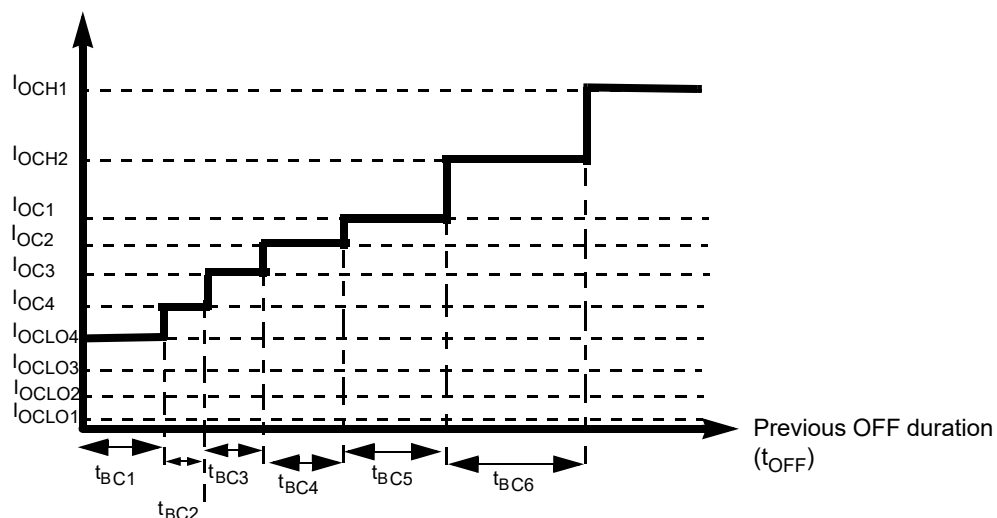 IOCH1
IOCH2
IOC1
IOC2
IOC3
IOC4
IOCLO4
IOCLO3
IOCLO2
IOCLO1
Previous OFF duration
(tOFF)
tBC1
tBC2
tBC3
tBC4
tBC5
tBC6